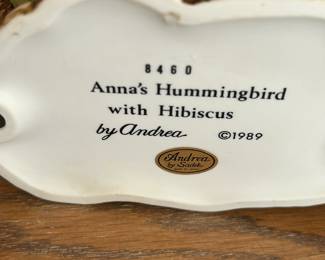 8460
Anna's Hummingbird
with Hibiscus
by Andrea ©1989
Andrea
by Sadek